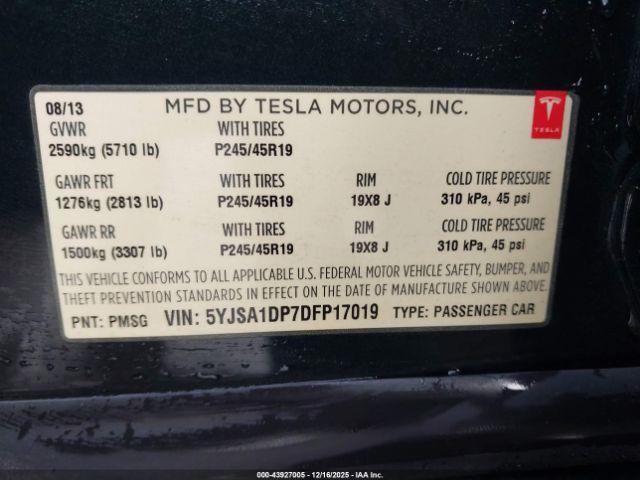 08/13 MFD BY TESLA MOTORS, INC.
TESLA
GVWR WITH TIRES
2590kg (5710 lb) P245/45R19
GAWR FRT WITH TIRES RIM COLD TIRE PRESSURE
1276kg (2813 lb) P245/45R19 19X8 J 310 kPa, 45 psi
GAWR RR WITH TIRES RIM COLD TIRE PRESSURE
1500kg (3307 lb) P245/45R19 19X8 J 310 kPa, 45 psi
THIS VEHICLE CONFORMS TO ALL APPLICABLE U.S. FEDERAL MOTOR VEHICLE SAFETY, BUMPER, AND
THEFT PREVENTION STANDARDS IN EFFECT ON THE DATE OF MANUFACTURE SHOWN ABOVE.
PNT: PMSG VIN: 5YJSA1DP7DFP17019 TYPE: PASSENGER CAR
000-43927005 - 12/16/2025 - IAAI.COM